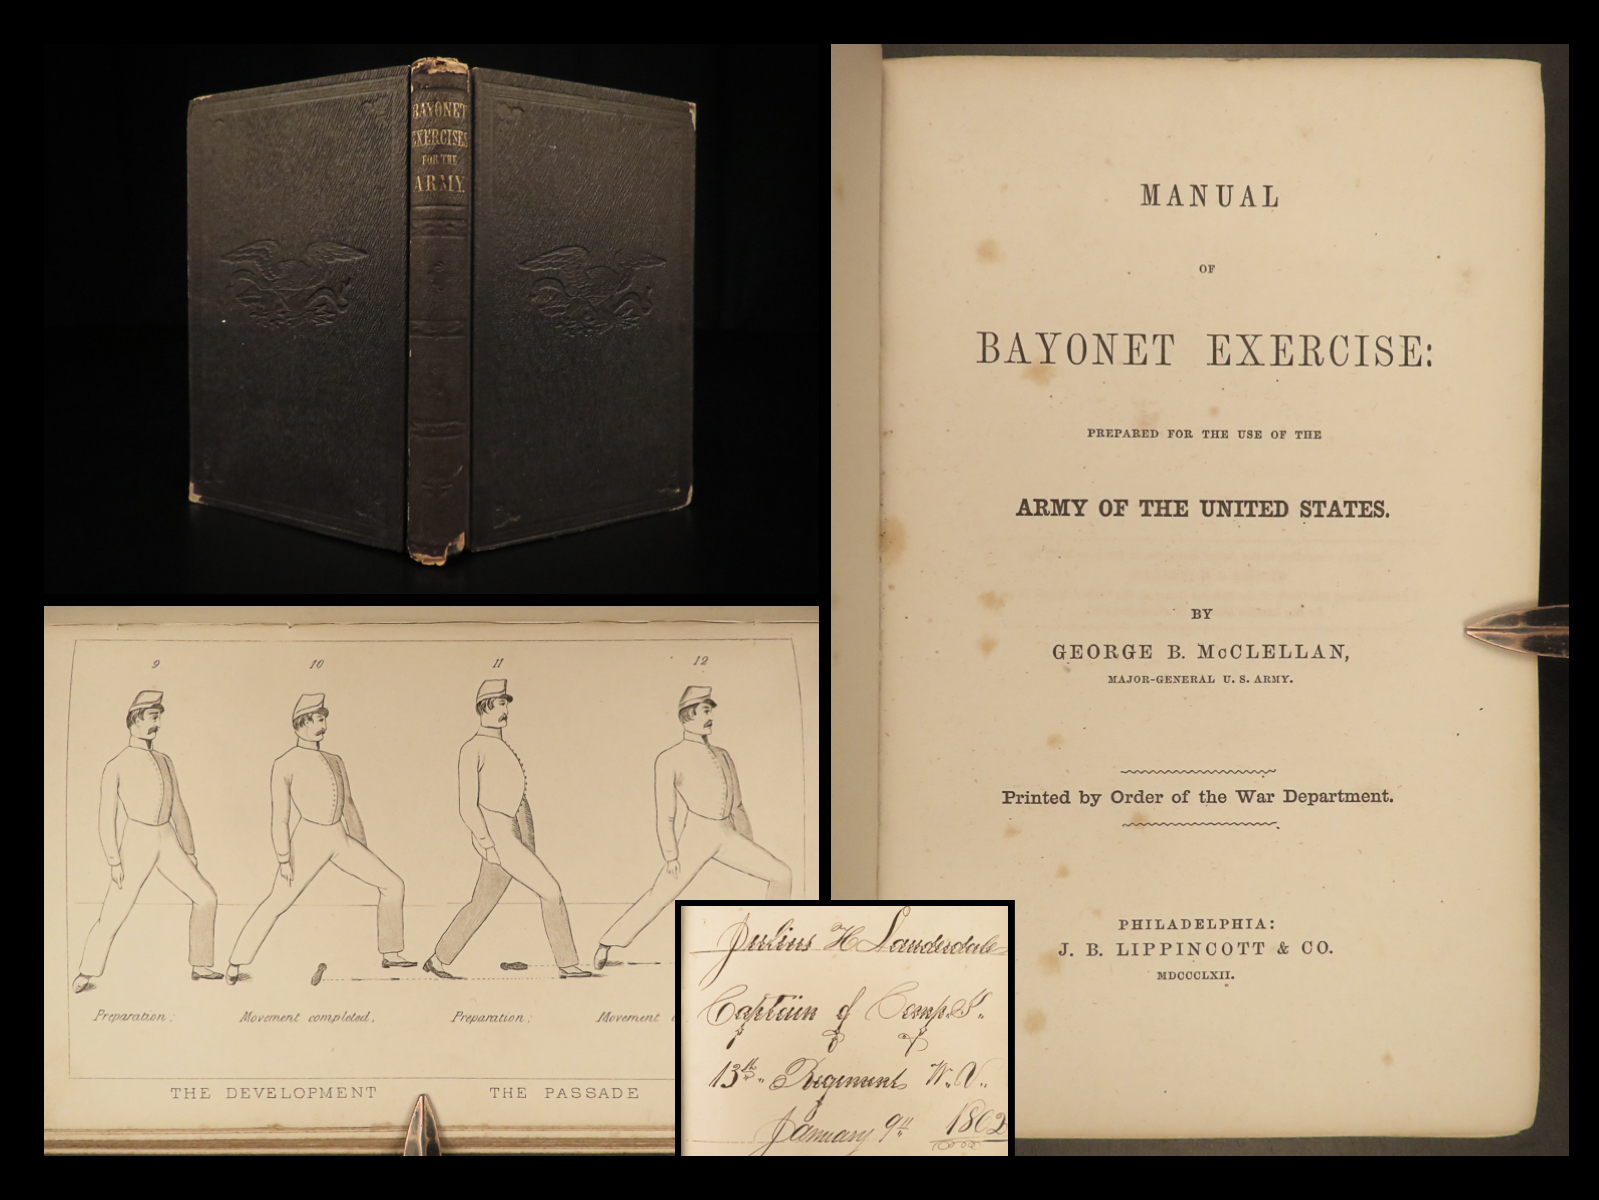 BAYONET
EXERCISES
FOR THE
ARMY.
MANUAL
OF
BAYONET EXERCISE:
PREPARED FOR THE USE OF THE
ARMY OF THE UNITED STATES.
BY
GEORGE B. McCLELLAN,
MAJOR-GENERAL U. S. ARMY.
Printed by Order of the War Department.
PHILADELPHIA:
J. B. LIPPINCOTT & CO.
MDCCCLXII.
9 10 11 12
Preparation; Movement completed. Preparation; Movement
THE DEVELOPMENT THE PASSADE
Julius H Lauderdale
Captain of Comp.
13th Regiment W. V.
January 9th 1862